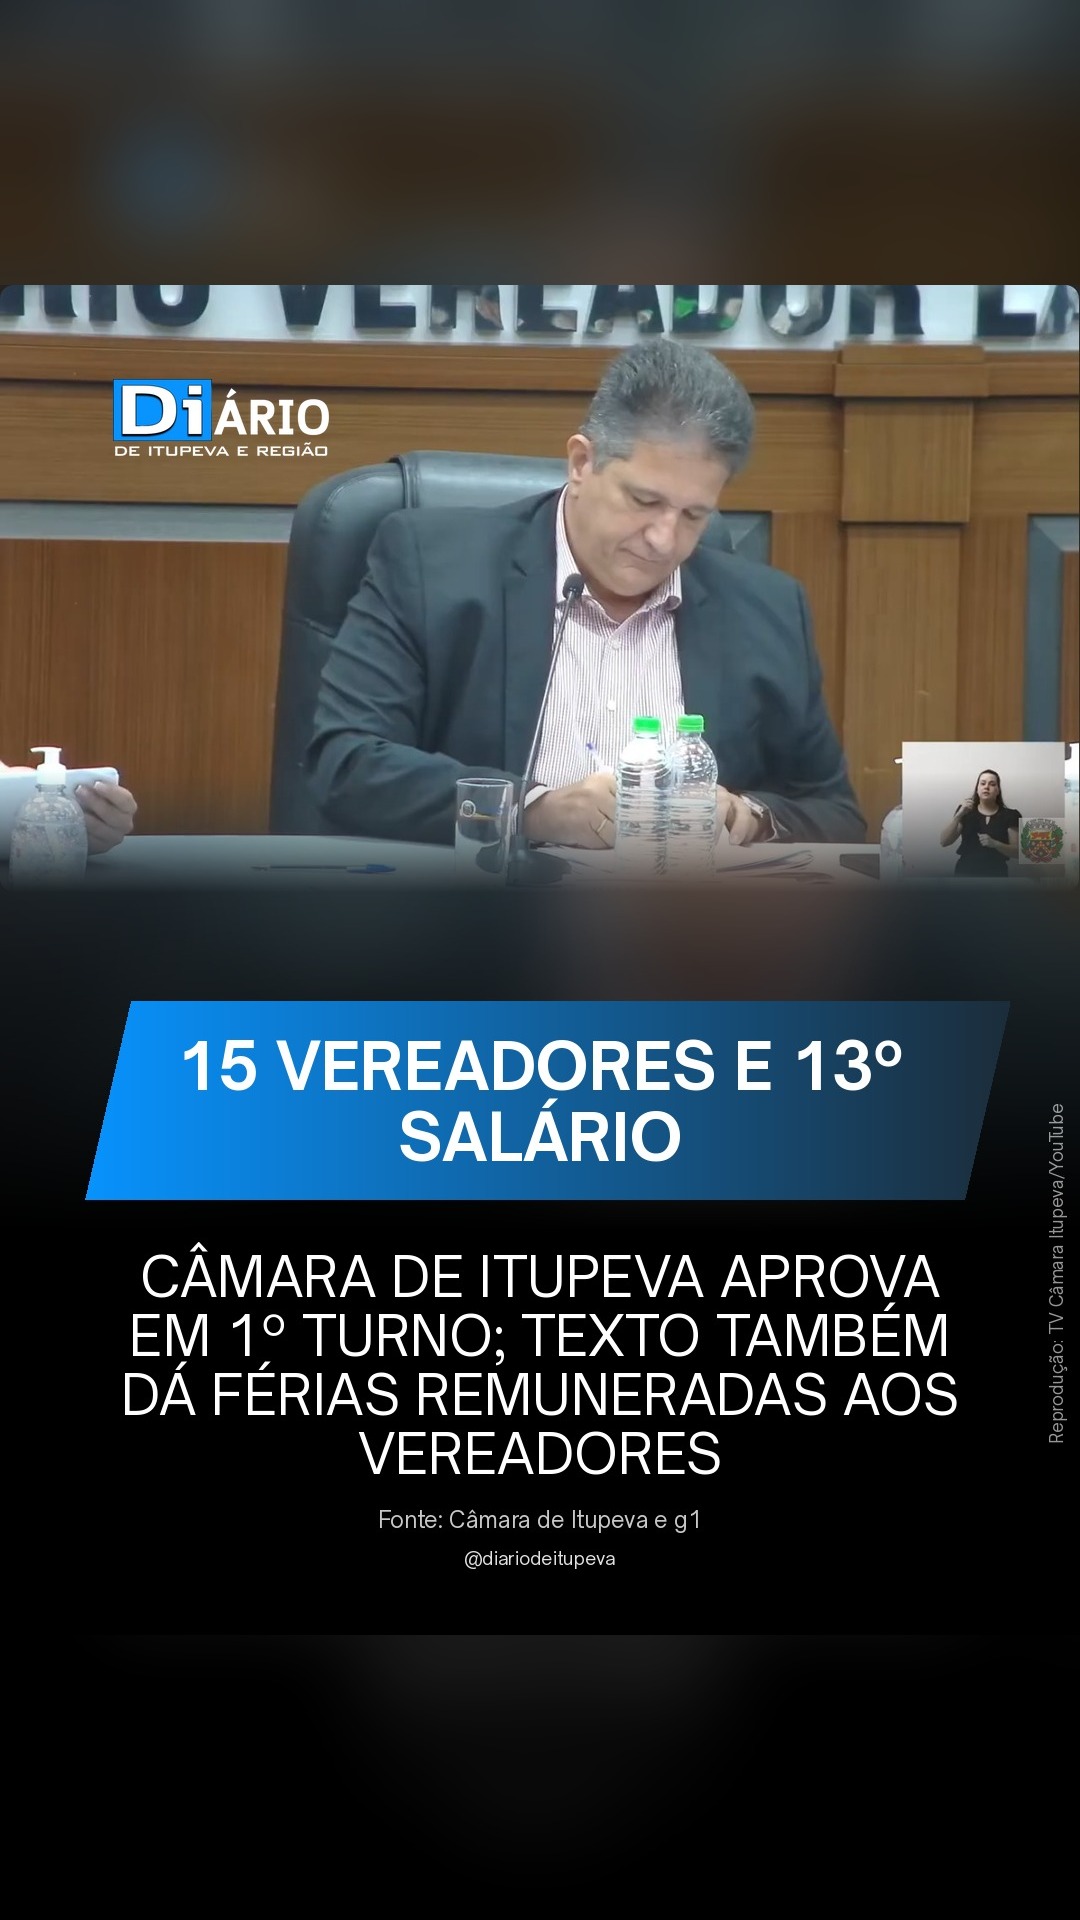 VEREADOR
DiÁRIO
DE ITUPEVA E REGIÃO
15 VEREADORES E 13º
SALÁRIO
CÂMARA DE ITUPEVA APROVA
EM 1º TURNO; TEXTO TAMBÉM
DÁ FÉRIAS REMUNERADAS AOS
VEREADORES
Fonte: Câmara de Itupeva e g1
@diariodeitupeva
Reprodução: TV Câmara Itupeva/YouTube